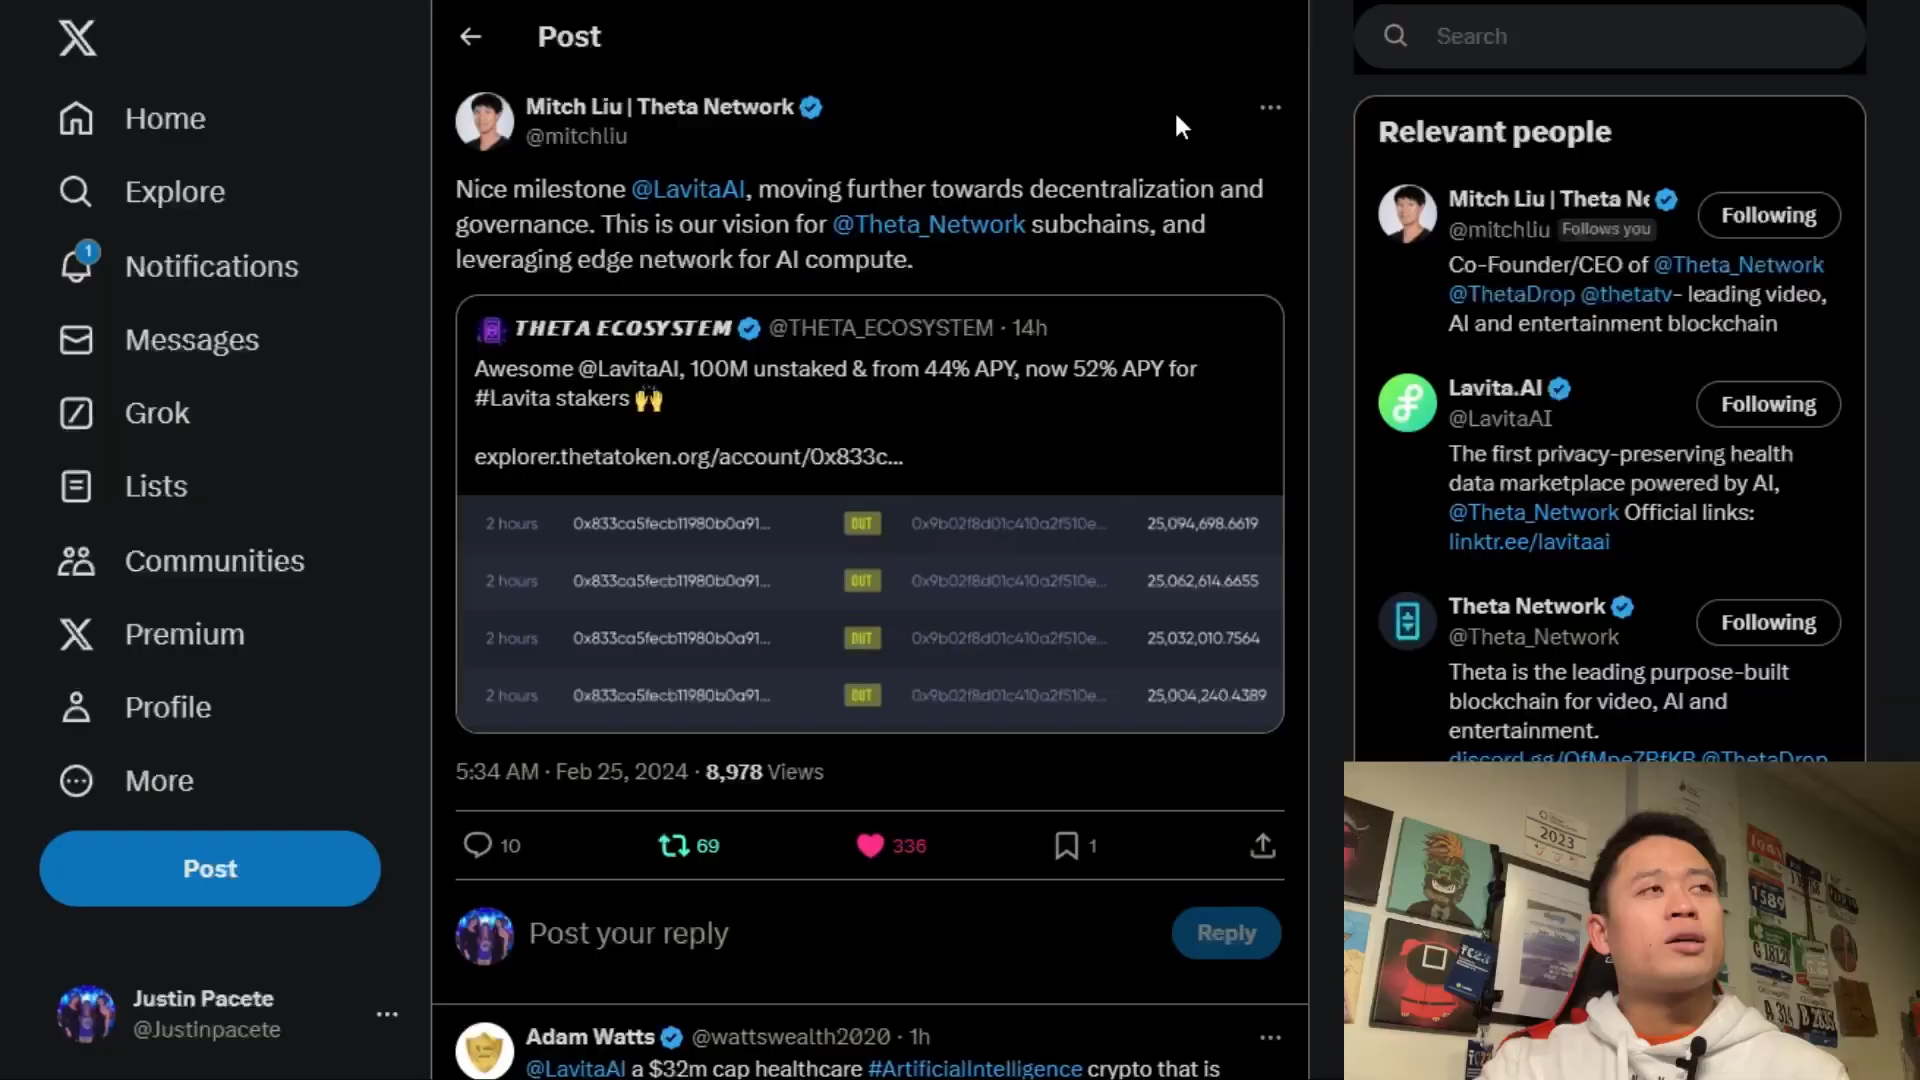 Home
Explore
1
Notifications
Messages
Grok
Lists
Communities
Premium
Profile
More
Post
Justin Pacete
@Justinpacete
Post
Mitch Liu | Theta Network
@mitchliu
Nice milestone @LavitaAI, moving further towards decentralization and
governance. This is our vision for @Theta_Network subchains, and
leveraging edge network for AI compute.
THETA ECOSYSTEM @THETA_ECOSYSTEM · 14h
Awesome @LavitaAI, 100M unstaked & from 44% APY, now 52% APY for
#Lavita stakers 🙌
explorer.thetatoken.org/account/0x833c...
2 hours 0x833ca5fecb11980b0a91... OUT 0x9b02f8d01c410a2f510e... 25,094,698.6619
2 hours 0x833ca5fecb11980b0a91... OUT 0x9b02f8d01c410a2f510e... 25,062,614.6655
2 hours 0x833ca5fecb11980b0a91... OUT 0x9b02f8d01c410a2f510e... 25,032,010.7564
2 hours 0x833ca5fecb11980b0a91... OUT 0x9b02f8d01c410a2f510e... 25,004,240.4389
5:34 AM · Feb 25, 2024 · 8,978 Views
10 69 336 1
Post your reply
Reply
Adam Watts @wattswealth2020 · 1h
@LavitaAI a $32m cap healthcare #ArtificialIntelligence crypto that is
Search
Relevant people
Mitch Liu | Theta Ne
Following
@mitchliu Follows you
Co-Founder/CEO of @Theta_Network
@ThetaDrop @thetatv- leading video,
AI and entertainment blockchain
Lavita.AI
Following
@LavitaAI
The first privacy-preserving health
data marketplace powered by AI,
@Theta_Network Official links:
linktr.ee/lavitaai
Theta Network
Following
@Theta_Network
Theta is the leading purpose-built
blockchain for video, AI and
entertainment.
discord.gg/QfMpeZBfKB @ThetaDrop
2023
1589
G 1812
A 314
B 2835